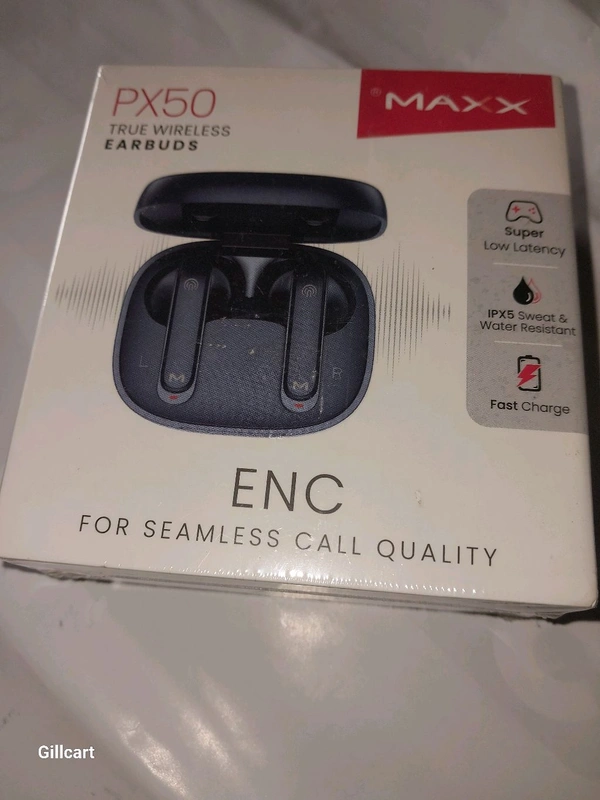 PX50
TRUE WIRELESS
EARBUDS
® MAXX
Super
Low Latency
IPX5 Sweat &
Water Resistant
Fast Charge
L
R
M
M
ENC
FOR SEAMLESS CALL QUALITY
Gillcart